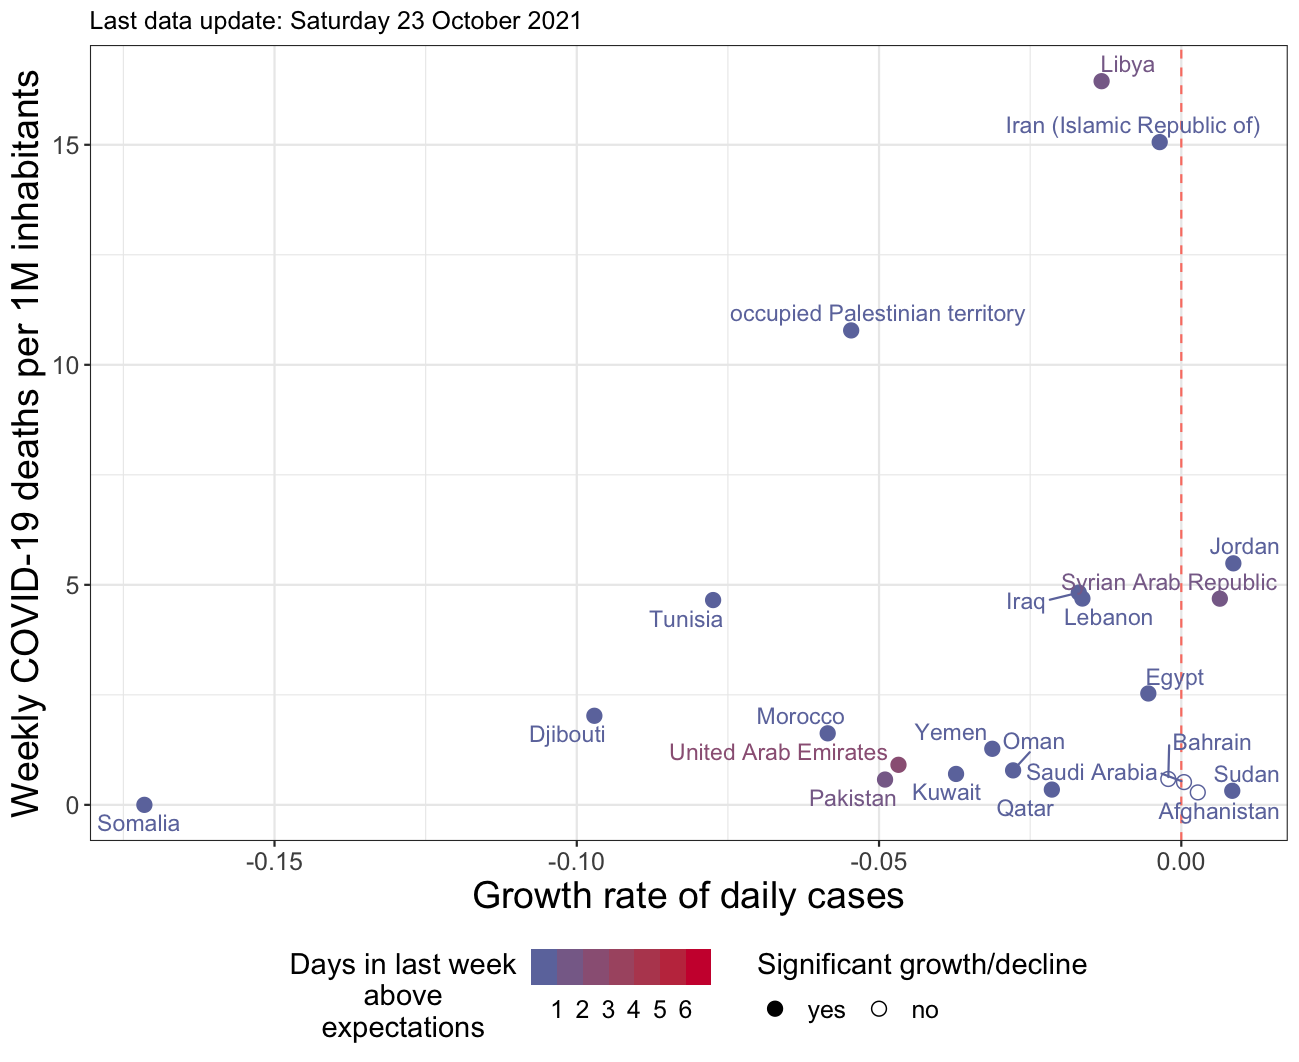 Last data update: Saturday 23 October 2021
Weekly COVID-19 deaths per 1M inhabitants
15
10
5
0
Libya
Iran (Islamic Republic of)
occupied Palestinian territory
Jordan
Syrian Arab Republic
Iraq
Lebanon
Tunisia
Egypt
Djibouti
Morocco
Yemen
Oman
Bahrain
United Arab Emirates
Saudi Arabia
Sudan
Pakistan
Kuwait
Qatar
Afghanistan
Somalia
-0.15
-0.10
-0.05
0.00
Growth rate of daily cases
Days in last week
above
expectations
1 2 3 4 5 6
Significant growth/decline
yes
no